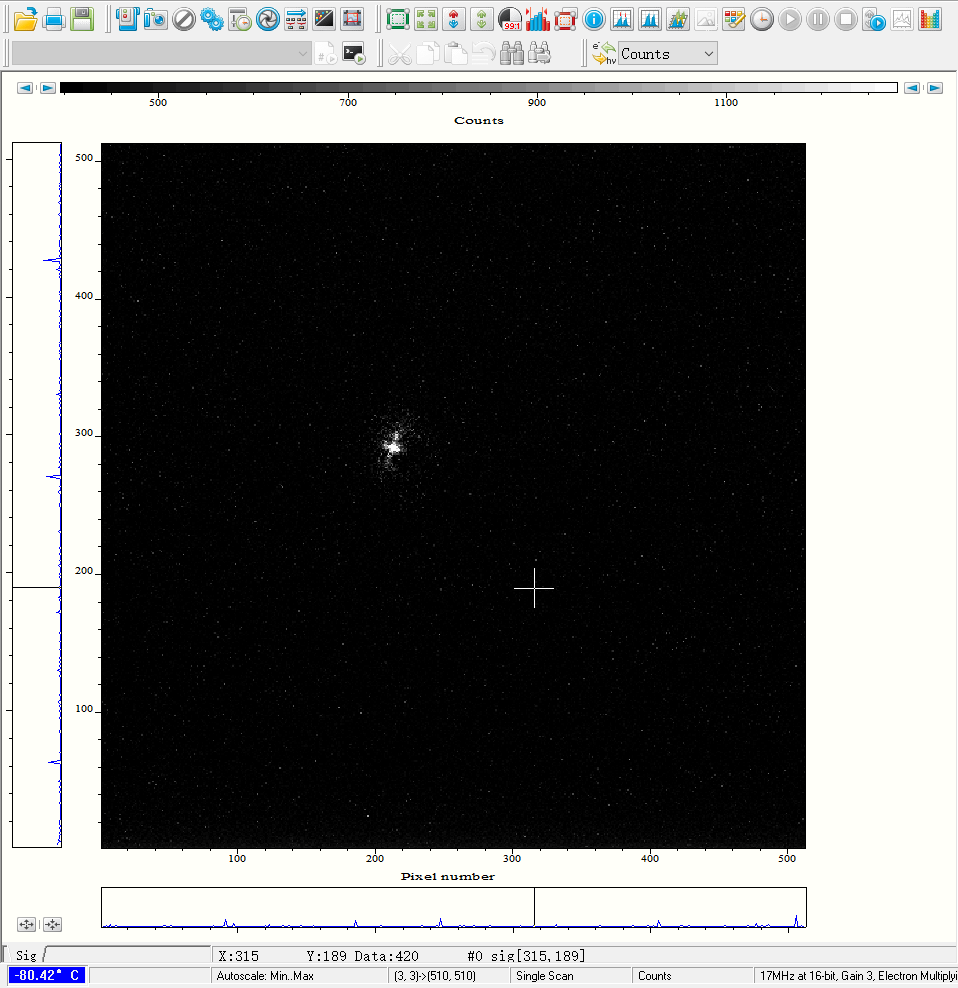 99:1
#
e⁻
hν
Counts
500
700
900
1100
Counts
500
400
300
200
100
100
200
300
400
500
Pixel number
Sig
X:315 Y:189 Data:420 #0 sig[315,189]
-80.42° C
Autoscale: Min..Max
(3, 3)->(510, 510)
Single Scan
Counts
17MHz at 16-bit, Gain 3, Electron Multiplyi